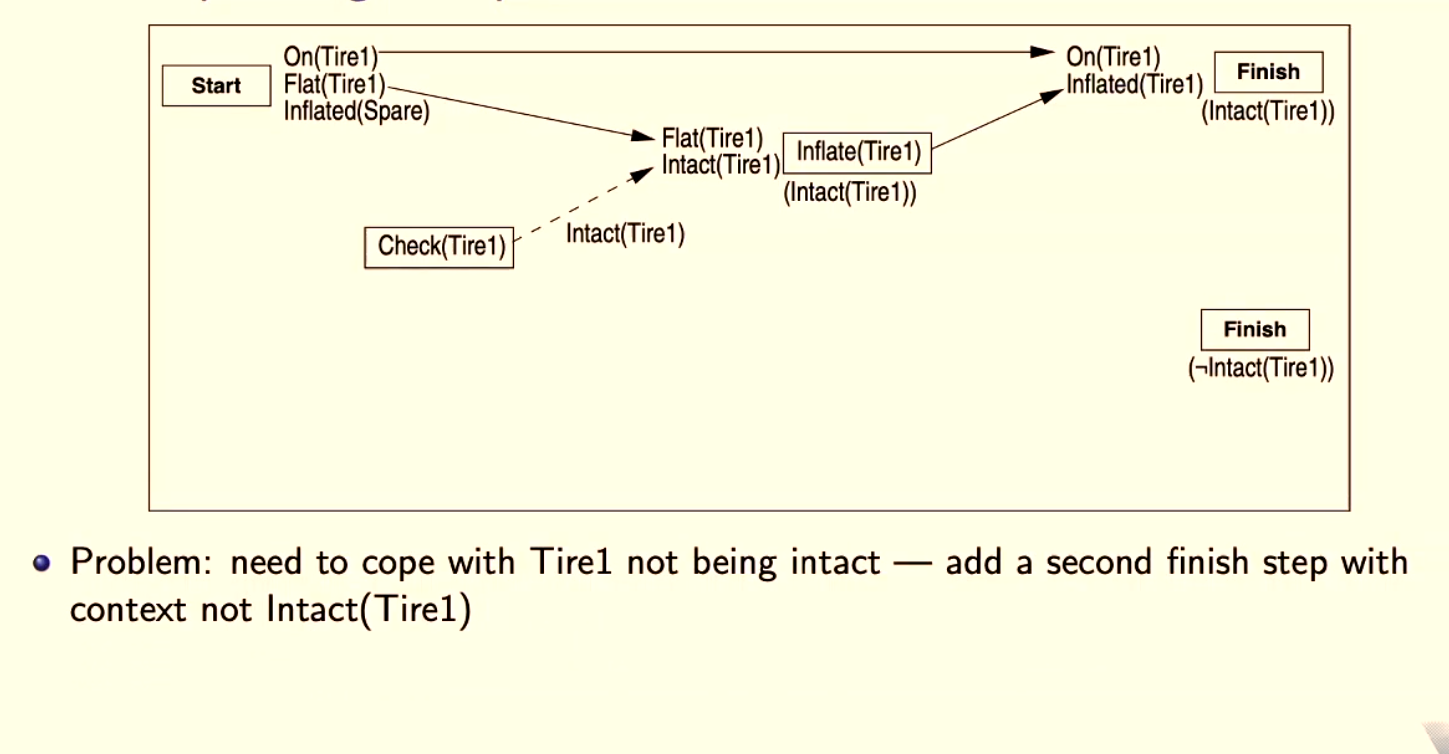 Start
On(Tire1)
Flat(Tire1)
Inflated(Spare)
On(Tire1)
Inflated(Tire1)
Finish
(Intact(Tire1))
Flat(Tire1)
Intact(Tire1)
Inflate(Tire1)
(Intact(Tire1))
Check(Tire1)
Intact(Tire1)
Finish
(¬Intact(Tire1))
Problem: need to cope with Tire1 not being intact — add a second finish step with
context not Intact(Tire1)